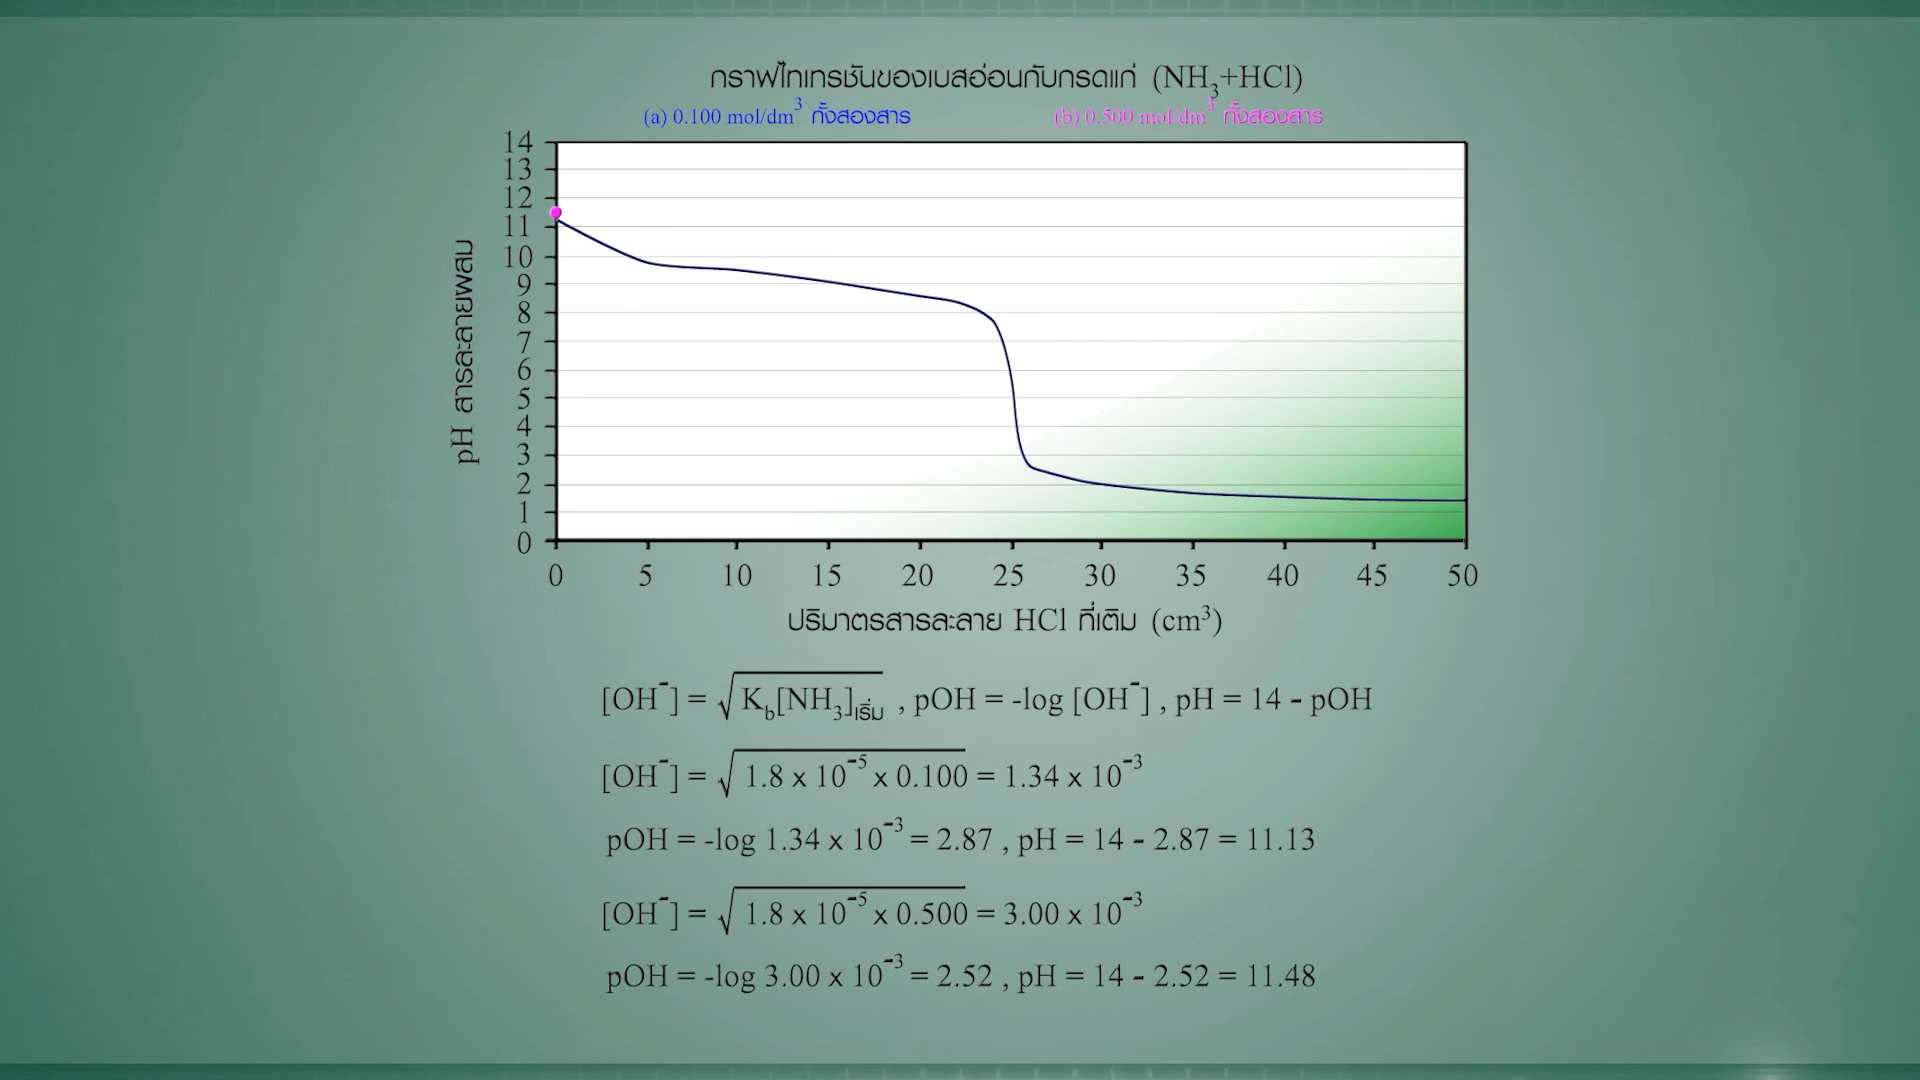 กราฟไทเทรชันของเบสอ่อนกับกรดแก่ (NH₃+HCl)
(a) 0.100 mol/dm³ ทั้งสองสาร (b) 0.500 mol/dm³ ทั้งสองสาร
pH สารละลายผสม
14
13
12
11
10
9
8
7
6
5
4
3
2
1
0
0 5 10 15 20 25 30 35 40 45 50
ปริมาตรสารละลาย HCl ที่เติม (cm³)
[OH⁻] = √K_b[NH₃]เริ่ม , pOH = -log [OH⁻] , pH = 14 - pOH
[OH⁻] = √1.8 x 10⁻⁵ x 0.100 = 1.34 x 10⁻³
pOH = -log 1.34 x 10⁻³ = 2.87 , pH = 14 - 2.87 = 11.13
[OH⁻] = √1.8 x 10⁻⁵ x 0.500 = 3.00 x 10⁻³
pOH = -log 3.00 x 10⁻³ = 2.52 , pH = 14 - 2.52 = 11.48